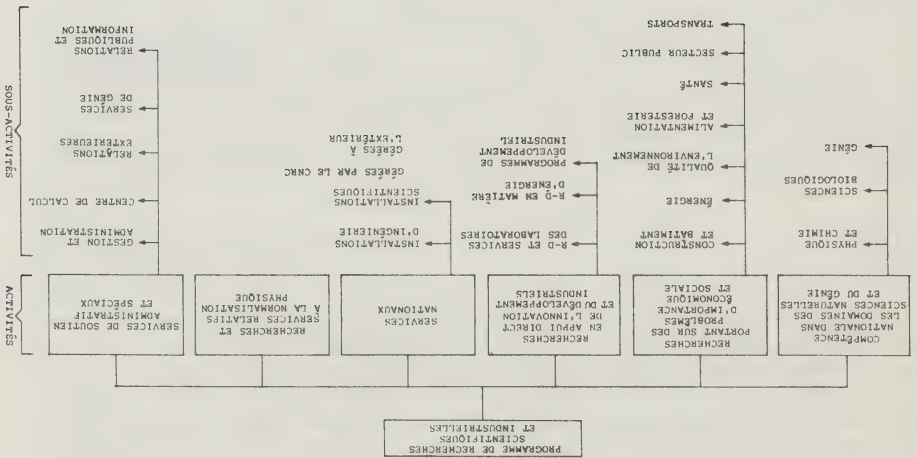 PROGRAMME DE RECHERCHES
SCIENTIFIQUES
ET INDUSTRIELLES
ACTIVITÉS
COMPÉTENCE
NATIONALE DANS
LES DOMAINES DES
SCIENCES NATURELLES
ET DU GÉNIE
RECHERCHES
PORTANT SUR DES
PROBLÈMES
D'IMPORTANCE
ÉCONOMIQUE
ET SOCIALE
RECHERCHES
EN APPUI DIRECT
DE L'INNOVATION
ET DU DÉVELOPPEMENT
INDUSTRIELS
SERVICES
NATIONAUX
RECHERCHES ET
SERVICES RELATIFS
À LA NORMALISATION
PHYSIQUE
SERVICES DE SOUTIEN
ADMINISTRATIF
ET SPÉCIAUX
SOUS-ACTIVITÉS
PHYSIQUE
ET CHIMIE
SCIENCES
BIOLOGIQUES
GÉNIE
CONSTRUCTION
ET BATIMENT
ÉNERGIE
QUALITÉ DE
L'ENVIRONNEMENT
ALIMENTATION
ET FORESTERIE
SANTÉ
SECTEUR PUBLIC
TRANSPORTS
R-D ET SERVICES
DES LABORATOIRES
R-D EN MATIÈRE
D'ÉNERGIE
PROGRAMMES DE
DÉVELOPPEMENT
INDUSTRIEL
INSTALLATIONS
D'INGÉNIERIE
INSTALLATIONS
SCIENTIFIQUES
GÉRÉES PAR LE CNRC
GÉRÉES À
L'EXTÉRIEUR
GESTION ET
ADMINISTRATION
CENTRE DE CALCUL
RELATIONS
EXTÉRIEURES
SERVICES
DE GÉNIE
RELATIONS
PUBLIQUES ET
INFORMATION